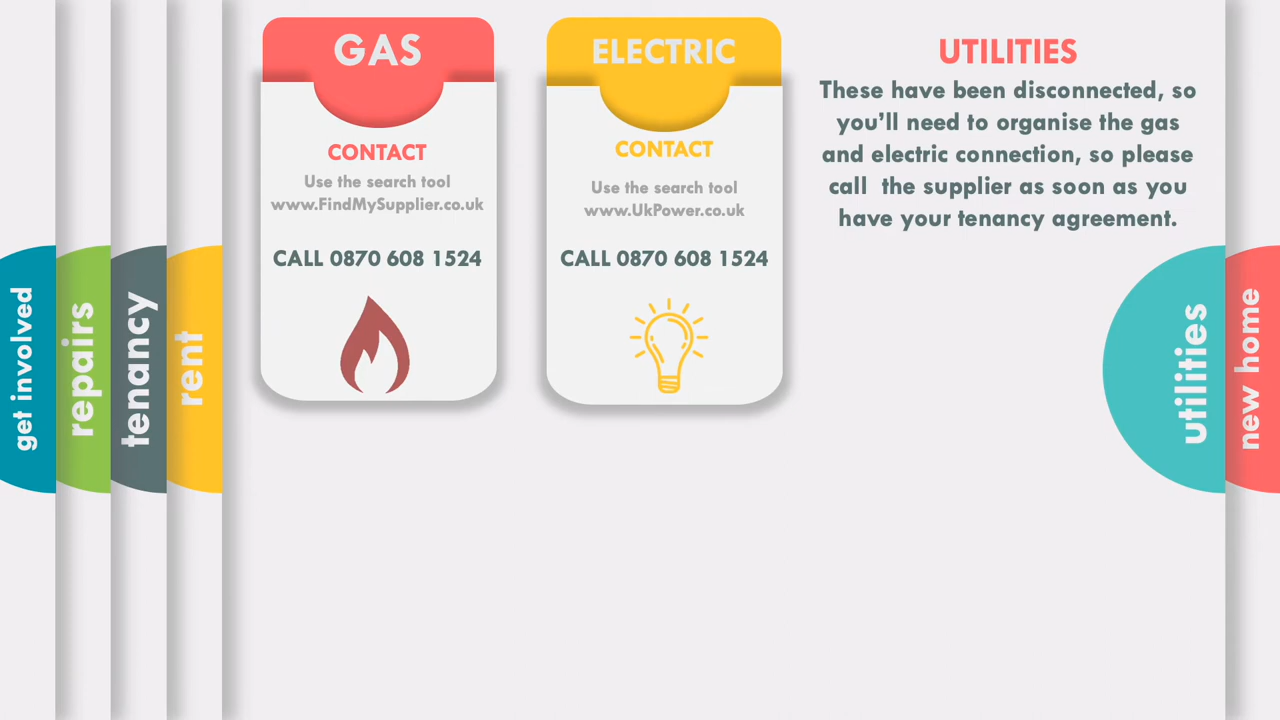 get involved
repairs
tenancy
rent
GAS
CONTACT
Use the search tool
www.FindMySupplier.co.uk
CALL 0870 608 1524
ELECTRIC
CONTACT
Use the search tool
www.UkPower.co.uk
CALL 0870 608 1524
UTILITIES
These have been disconnected, so
you'll need to organise the gas
and electric connection, so please
call  the supplier as soon as you
have your tenancy agreement.
utilities
new home